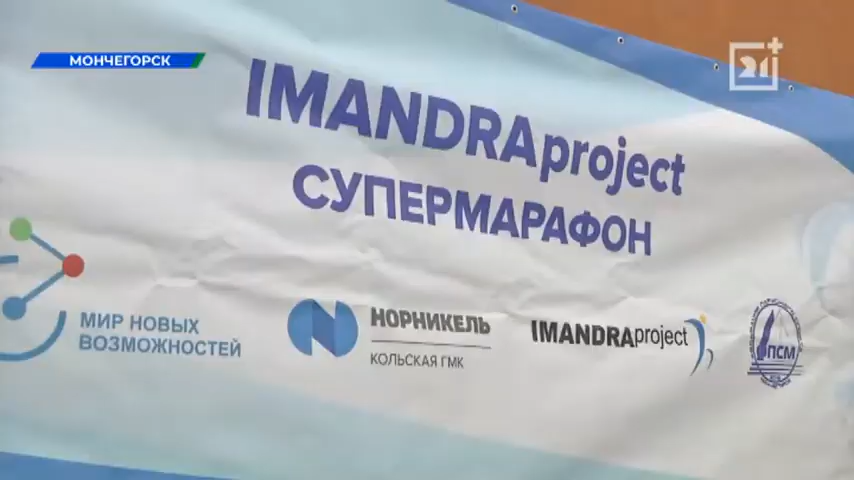 МОНЧЕГОРСК
21+
IMANDRAproject
СУПЕРМАРАФОН
МИР НОВЫХ
ВОЗМОЖНОСТЕЙ
НОРНИКЕЛЬ
КОЛЬСКАЯ ГМК
IMANDRAproject
ПСМ